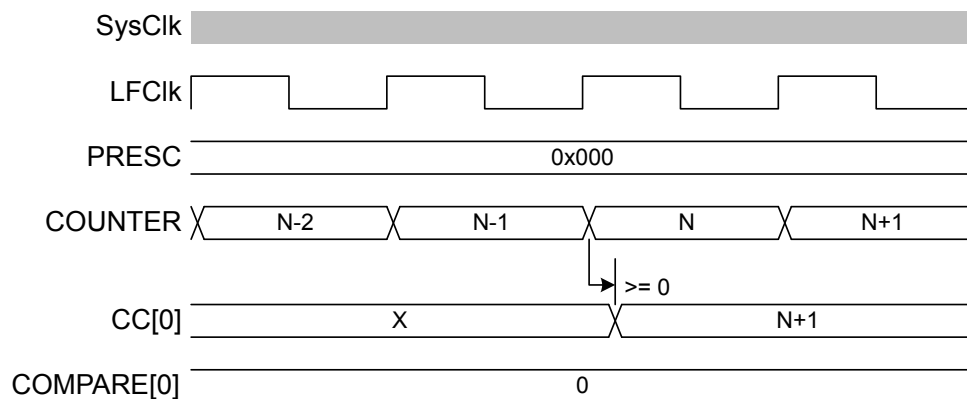 SysClk
LFClk
PRESC 0x000
COUNTER N-2 N-1 N N+1
>= 0
CC[0] X N+1
COMPARE[0] 0